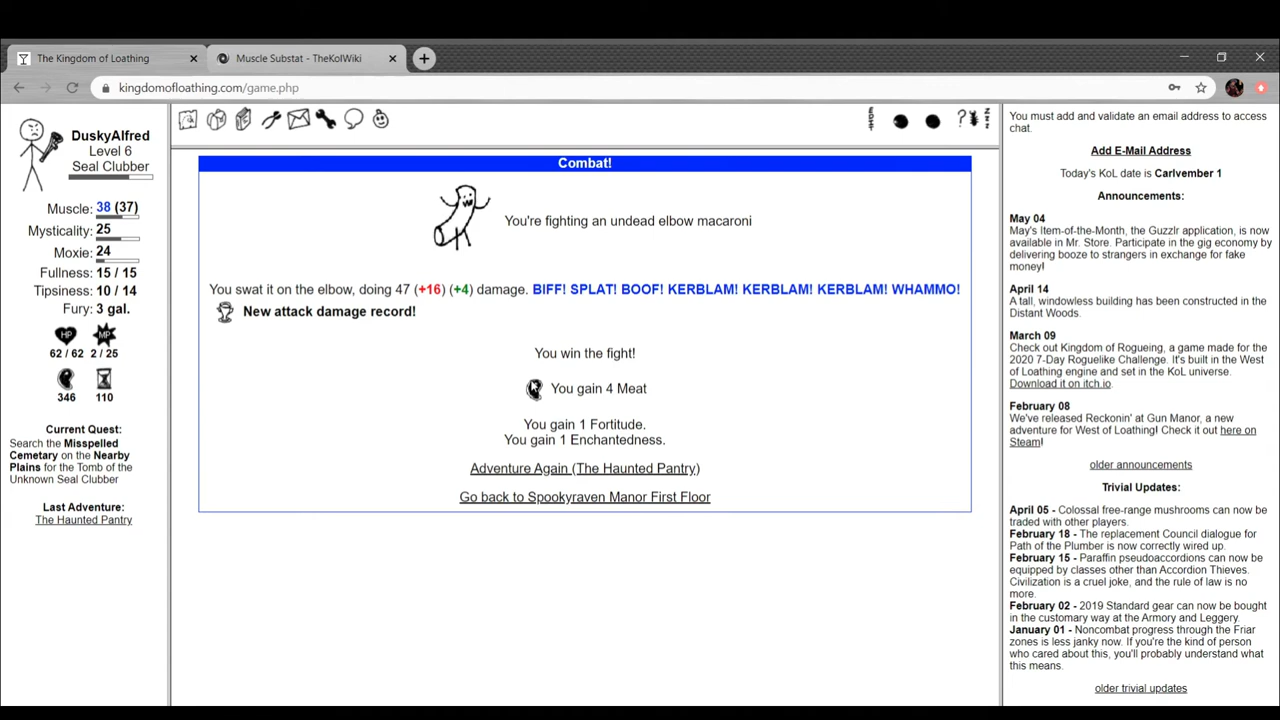 The Kingdom of Loathing
Muscle Substat - TheKolWiki
kingdomofloathing.com/game.php
DuskyAlfred
Level 6
Seal Clubber
Muscle: 38 (37)
Mysticality: 25
Moxie: 24
Fullness: 15 / 15
Tipsiness: 10 / 14
Fury: 3 gal.
HP MP
62 / 62 2 / 25
346 110
Current Quest:
Search the Misspelled
Cemetary on the Nearby
Plains for the Tomb of the
Unknown Seal Clubber
Last Adventure:
The Haunted Pantry
Combat!
You're fighting an undead elbow macaroni
You swat it on the elbow, doing 47 (+16) (+4) damage. BIFF! SPLAT! BOOF! KERBLAM! KERBLAM! KERBLAM! WHAMMO!
New attack damage record!
You win the fight!
You gain 4 Meat
You gain 1 Fortitude.
You gain 1 Enchantedness.
Adventure Again (The Haunted Pantry)
Go back to Spookyraven Manor First Floor
You must add and validate an email address to access
chat.
Add E-Mail Address
Today's KoL date is Carlvember 1
Announcements:
May 04
May's Item-of-the-Month, the Guzzlr application, is now
available in Mr. Store. Participate in the gig economy by
delivering booze to strangers in exchange for fake
money!
April 14
A tall, windowless building has been constructed in the
Distant Woods.
March 09
Check out Kingdom of Rogueing, a game made for the
2020 7-Day Roguelike Challenge. It's built in the West
of Loathing engine and set in the KoL universe.
Download it on itch.io.
February 08
We've released Reckonin' at Gun Manor, a new
adventure for West of Loathing! Check it out here on
Steam!
older announcements
Trivial Updates:
April 05 - Colossal free-range mushrooms can now be
traded with other players.
February 18 - The replacement Council dialogue for
Path of the Plumber is now correctly wired up.
February 15 - Paraffin pseudoaccordions can now be
equipped by classes other than Accordion Thieves.
Civilization is a cruel joke, and the rule of law is no
more.
February 02 - 2019 Standard gear can now be bought
in the customary way at the Armory and Leggery.
January 01 - Noncombat progress through the Friar
zones is less janky now. If you're the kind of person
who cared about this, you'll probably understand what
this means.
older trivial updates